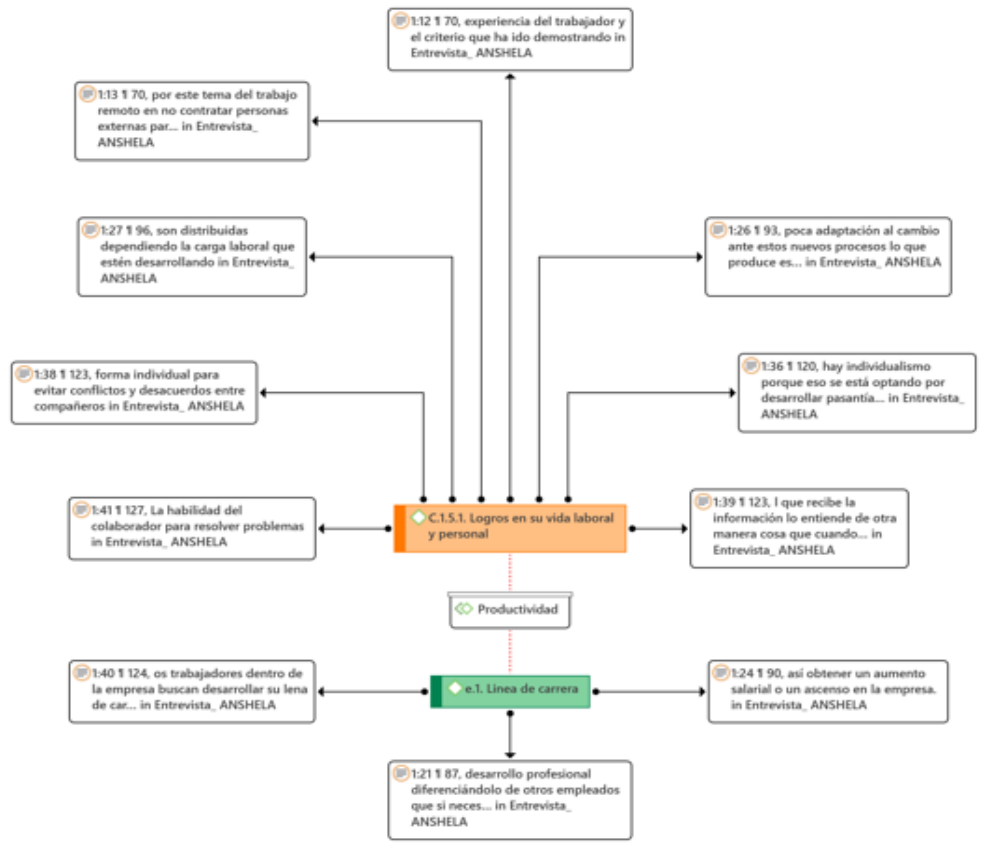 1:12 ¶ 70, experiencia del trabajador y
el criterio que ha ido demostrando in
Entrevista_ ANSHELA
1:13 ¶ 70, por este tema del trabajo
remoto en no contratar personas
externas par... in Entrevista_
ANSHELA
1:27 ¶ 96, son distribuidas
dependiendo la carga laboral que
estén desarrollando in Entrevista_
ANSHELA
1:26 ¶ 93, poca adaptación al cambio
ante estos nuevos procesos lo que
produce es... in Entrevista_ ANSHELA
1:38 ¶ 123, forma individual para
evitar conflictos y desacuerdos entre
compañeros in Entrevista_ ANSHELA
1:36 ¶ 120, hay individualismo
porque eso se está optando por
desarrollar pasantía... in Entrevista_
ANSHELA
1:41 ¶ 127, La habilidad del
colaborador para resolver problemas
in Entrevista_ ANSHELA
C.1.5.1. Logros en su vida laboral
y personal
1:39 ¶ 123, l que recibe la
información lo entiende de otra
manera cosa que cuando... in
Entrevista_ ANSHELA
Productividad
1:40 ¶ 124, os trabajadores dentro de
la empresa buscan desarrollar su lena
de car... in Entrevista_ ANSHELA
e.1. Linea de carrera
1:24 ¶ 90, así obtener un aumento
salarial o un ascenso en la empresa.
in Entrevista_ ANSHELA
1:21 ¶ 87, desarrollo profesional
diferenciándolo de otros empleados
que si neces... in Entrevista_
ANSHELA